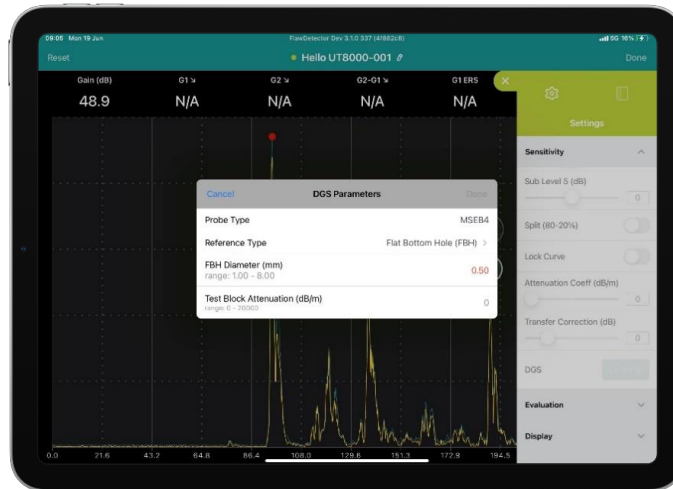 09:05 Mon 19 Jun
FlawDetector Dev 3.1.0 337 (41882c8)
5G 16%
Reset
Hello UT8000-001
Done
Gain (dB) G1 G2 G2-G1 G1 ERS
48.9 N/A N/A N/A N/A
Settings
Sensitivity
Sub Level S (dB)
0
Split (80-20%)
Lock Curve
Attenuation Coeff (dB/m)
0
Transfer Correction (dB)
0
DGS
Evaluation
Display
Cancel DGS Parameters Done
Probe Type MSEB4
Reference Type Flat Bottom Hole (FBH)
FBH Diameter (mm) 0.50
range: 1.00 - 8.00
Test Block Attenuation (dB/m) 0
range: 0 - 20000
0.0 21.6 43.2 64.8 86.4 108.0 129.6 151.3 172.9 194.5